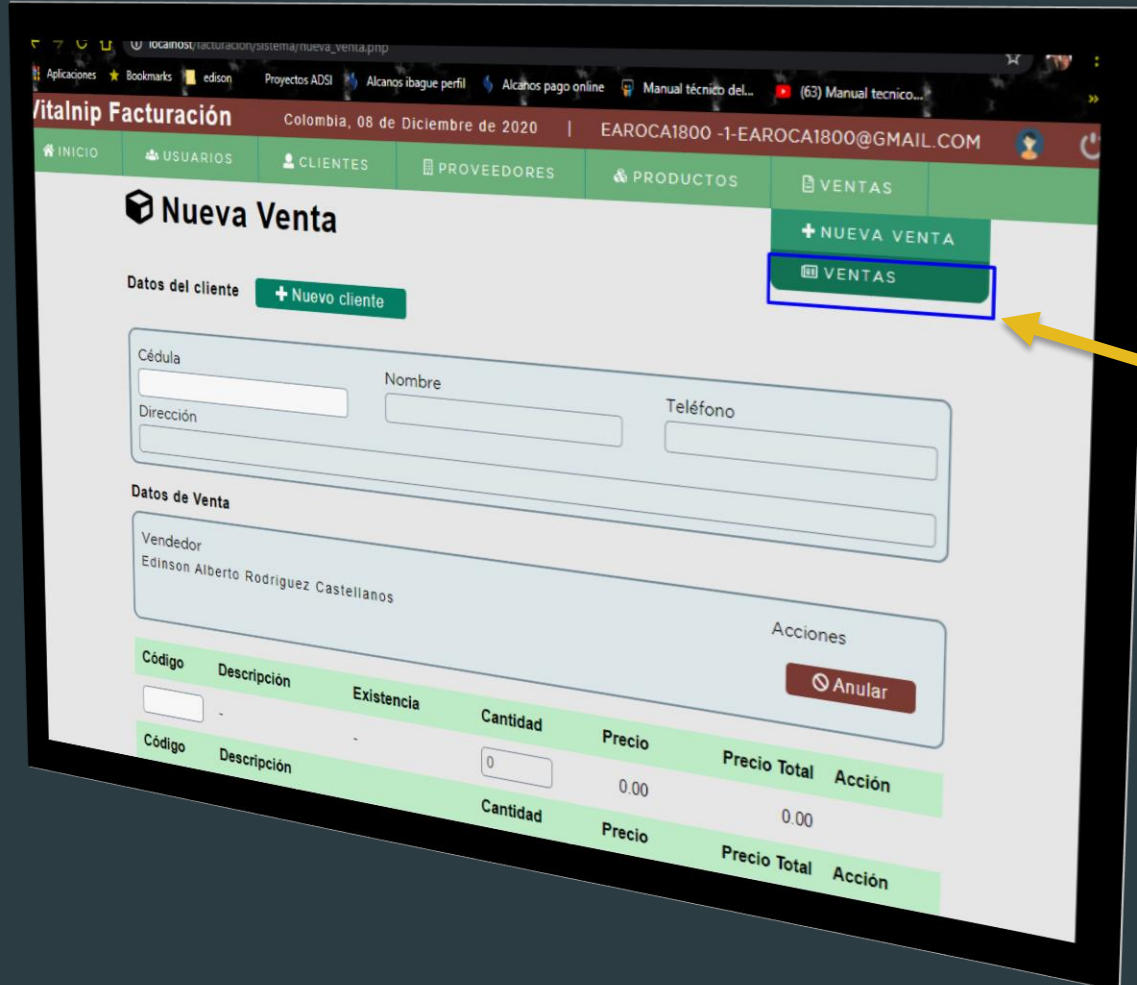 localhost/facturacion/sistema/nueva_venta.php
Aplicaciones Bookmarks edison Proyectos ADSI Alcanos ibague perfil Alcanos pago online Manual técnico del... (63) Manual tecnico...
Vitalnip Facturación Colombia, 08 de Diciembre de 2020 | EAROCA1800 -1-EAROCA1800@GMAIL.COM
INICIO USUARIOS CLIENTES PROVEEDORES PRODUCTOS VENTAS
+ NUEVA VENTA
VENTAS
Nueva Venta
Datos del cliente + Nuevo cliente
Cédula Nombre Teléfono
Dirección
Datos de Venta
Vendedor Acciones
Edinson Alberto Rodriguez Castellanos
Anular
Código Descripción Existencia Cantidad Precio Precio Total Acción
- - 0 0.00 0.00
Código Descripción Cantidad Precio Precio Total Acción